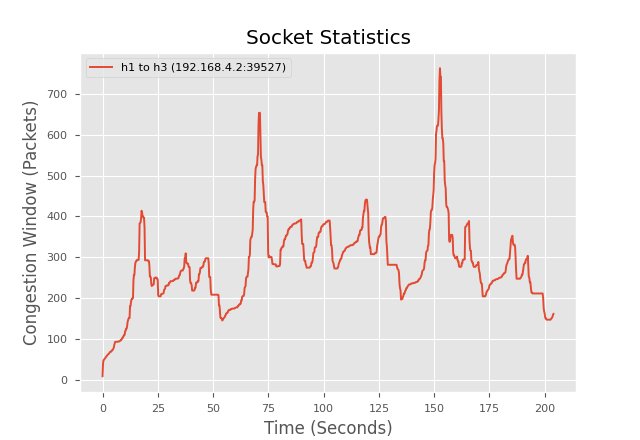 Socket Statistics
h1 to h3 (192.168.4.2:39527)
Congestion Window (Packets)
700
600
500
400
300
200
100
0
0 25 50 75 100 125 150 175 200
Time (Seconds)